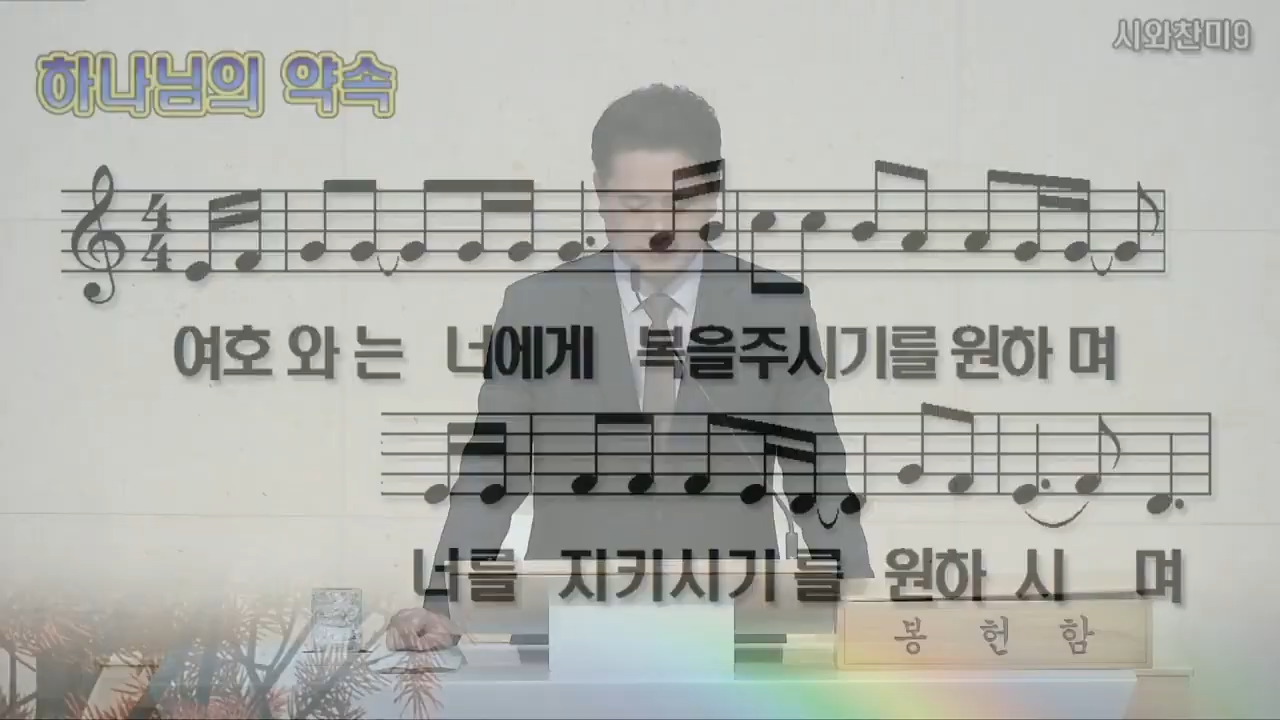 시와찬미9
하나님의 약속
여호 와 는 너에게 복을주시기를 원하 며
너를 지키시기 를 원하 시 며
봉 헌 함